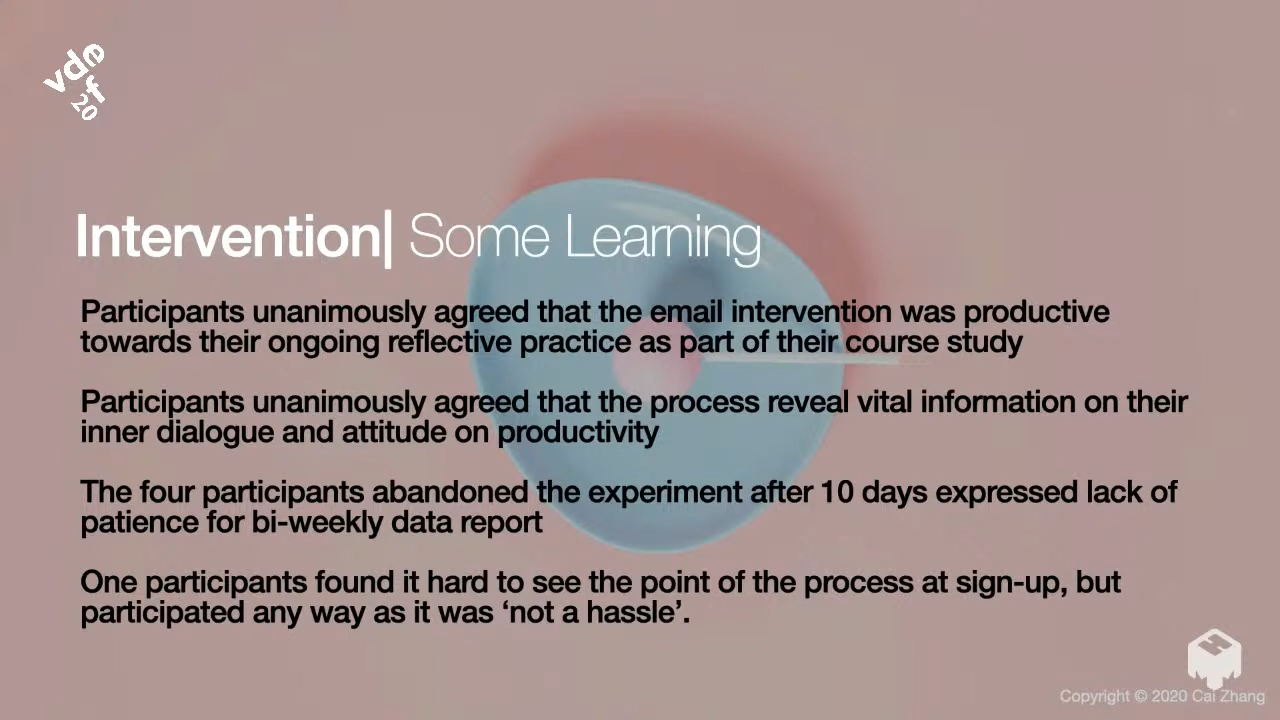 vdmf
20
Intervention| Some Learning
Participants unanimously agreed that the email intervention was productive
towards their ongoing reflective practice as part of their course study
Participants unanimously agreed that the process reveal vital information on their
inner dialogue and attitude on productivity
The four participants abandoned the experiment after 10 days expressed lack of
patience for bi-weekly data report
One participants found it hard to see the point of the process at sign-up, but
participated any way as it was ‘not a hassle’.
Copyright © 2020 Cai Zhang